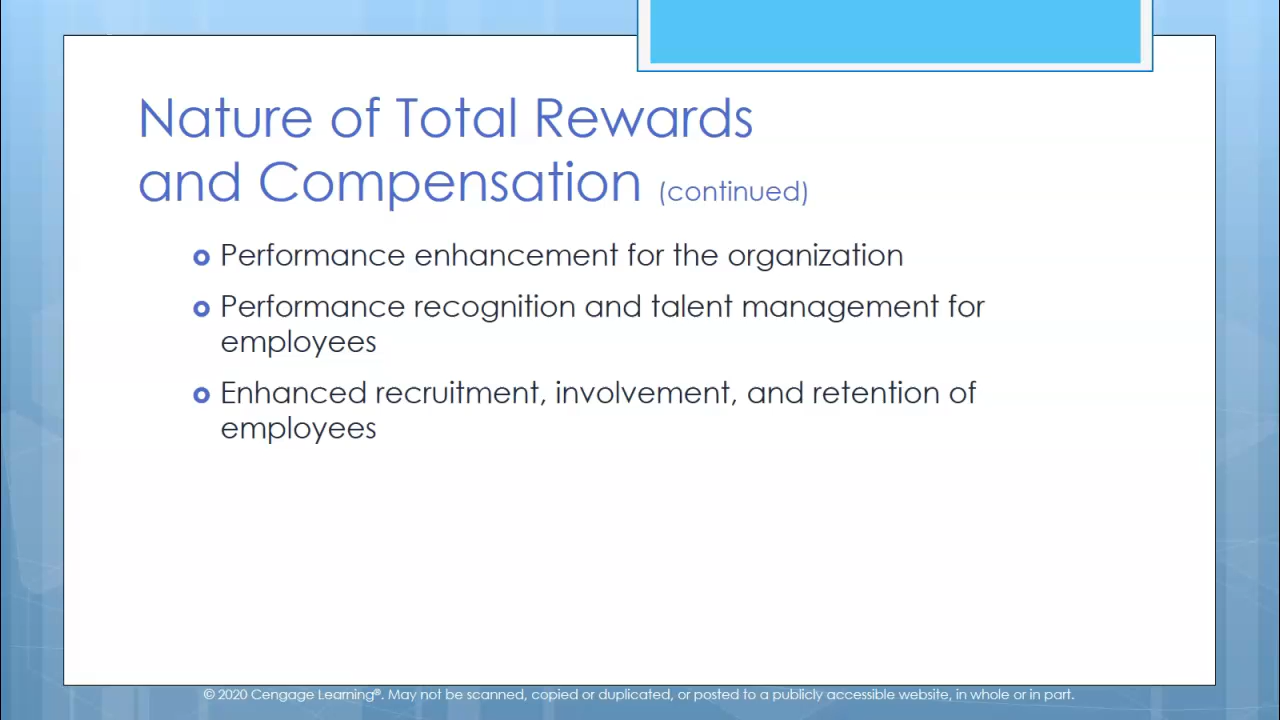 Nature of Total Rewards
and Compensation (continued)
Performance enhancement for the organization
Performance recognition and talent management for
employees
Enhanced recruitment, involvement, and retention of
employees
© 2020 Cengage Learning®. May not be scanned, copied or duplicated, or posted to a publicly accessible website, in whole or in part.